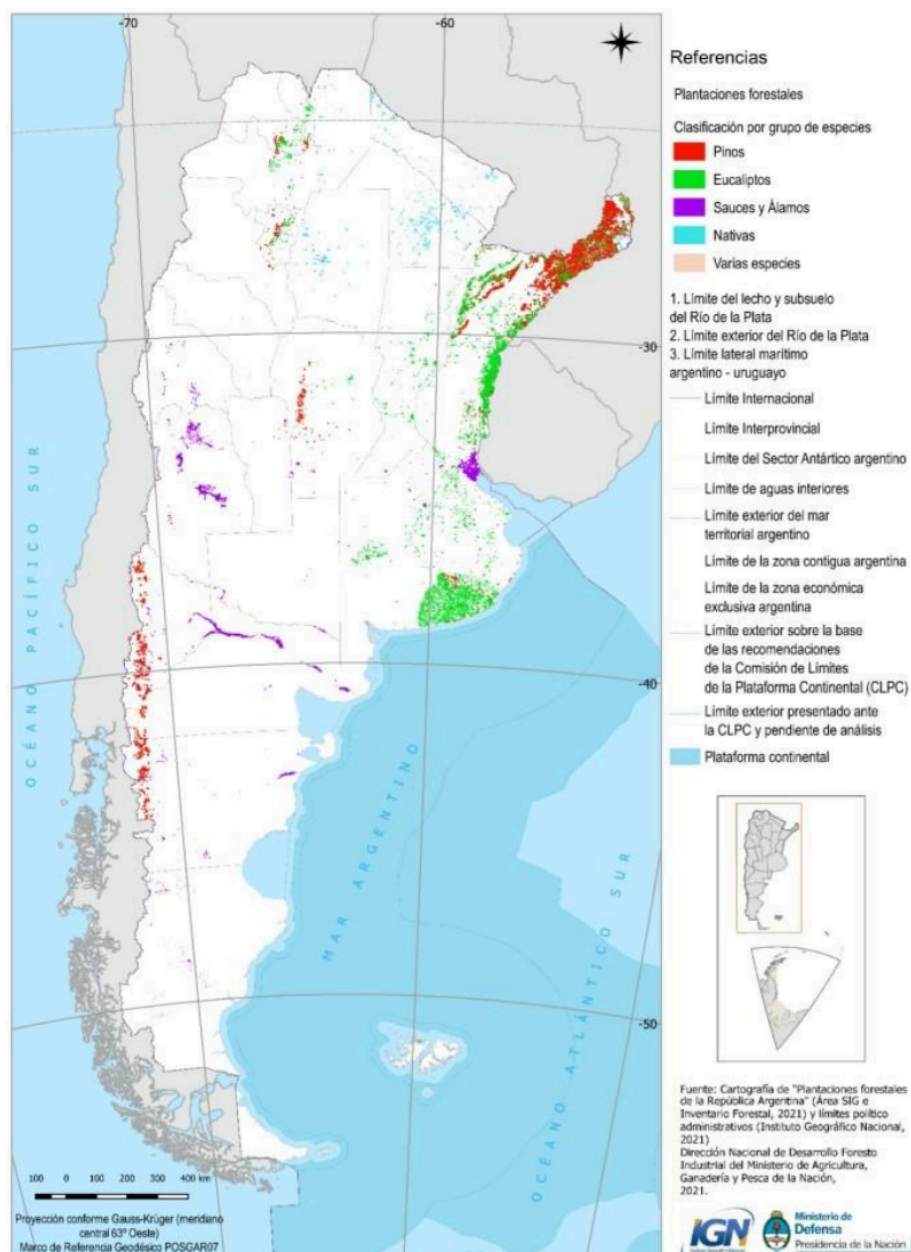 -70
-60
-30
-40
-50
OCÉANO PACÍFICO SUR
MAR ARGENTINO
OCÉANO ATLÁNTICO SUR
100 0 100 200 300 400 km
Proyección conforme Gauss-Krüger (meridiano
central 63º Oeste)
Marco de Referencia Geodésico POSGAR07
Referencias
Plantaciones forestales
Clasificación por grupo de especies
Pinos
Eucaliptos
Sauces y Álamos
Nativas
Varias especies
1. Límite del lecho y subsuelo
del Río de la Plata
2. Límite exterior del Río de la Plata
3. Límite lateral marítimo
argentino - uruguayo
Límite Internacional
Límite Interprovincial
Límite del Sector Antártico argentino
Límite de aguas interiores
Límite exterior del mar
territorial argentino
Límite de la zona contigua argentina
Límite de la zona económica
exclusiva argentina
Límite exterior sobre la base
de las recomendaciones
de la Comisión de Límites
de la Plataforma Continental (CLPC)
Límite exterior presentado ante
la CLPC y pendiente de análisis
Plataforma continental
Fuente: Cartografía de "Plantaciones forestales
de la República Argentina" (Área SIG e
Inventario Forestal, 2021) y límites político
administrativos (Instituto Geográfico Nacional,
2021)
Dirección Nacional de Desarrollo Foresto
Industrial del Ministerio de Agricultura,
Ganadería y Pesca de la Nación,
2021.
IGN
Ministerio de
Defensa
Presidencia de la Nación